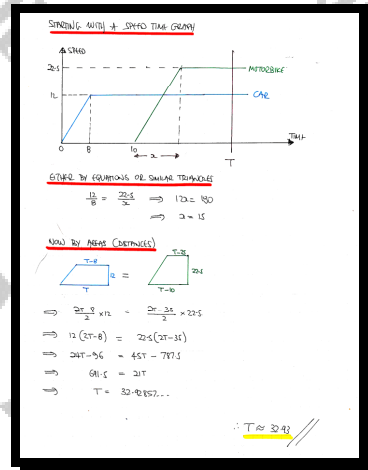 STARTING WITH A SPEED TIME GRAPH
SPEED
22.5
MOTORBIKE
12
CAR
TIME
0 8 10
x
T
EITHER BY EQUATIONS OR SIMILAR TRIANGLES
12/8 = 22.5/x ⇒ 12x = 180
⇒ x = 15
NOW BY AREAS (DISTANCES)
T-8 12 T = T-25 22.5 T-10
⇒ (2T-8)/2 × 12 = (2T-35)/2 × 22.5
⇒ 12(2T-8) = 22.5(2T-35)
⇒ 24T-96 = 45T - 787.5
⇒ 691.5 = 21T
⇒ T = 32.92857...
∴ T ≈ 32.93